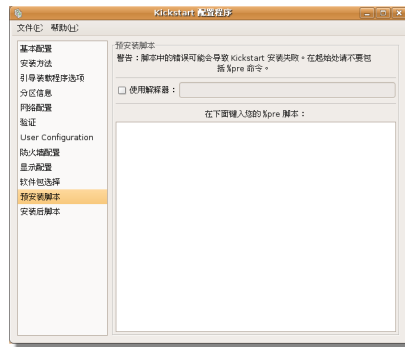 Kickstart 配置程序
文件(F) 帮助(H)
基本配置
安装方法
引导装载程序选项
分区信息
网络配置
验证
User Configuration
防火墙配置
显示配置
软件包选择
预安装脚本
安装后脚本
预安装脚本
警告：脚本中的错误可能会导致 Kickstart 安装失败。在起始处请不要包
括 %pre 命令。
使用解释器：
在下面键入您的 %pre 脚本：